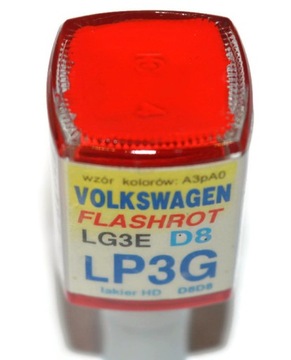 wzór kolorów: A3pA0
VOLKSWAGEN
FLASHROT
LG3E D8
LP3G
lakier HD D8D8